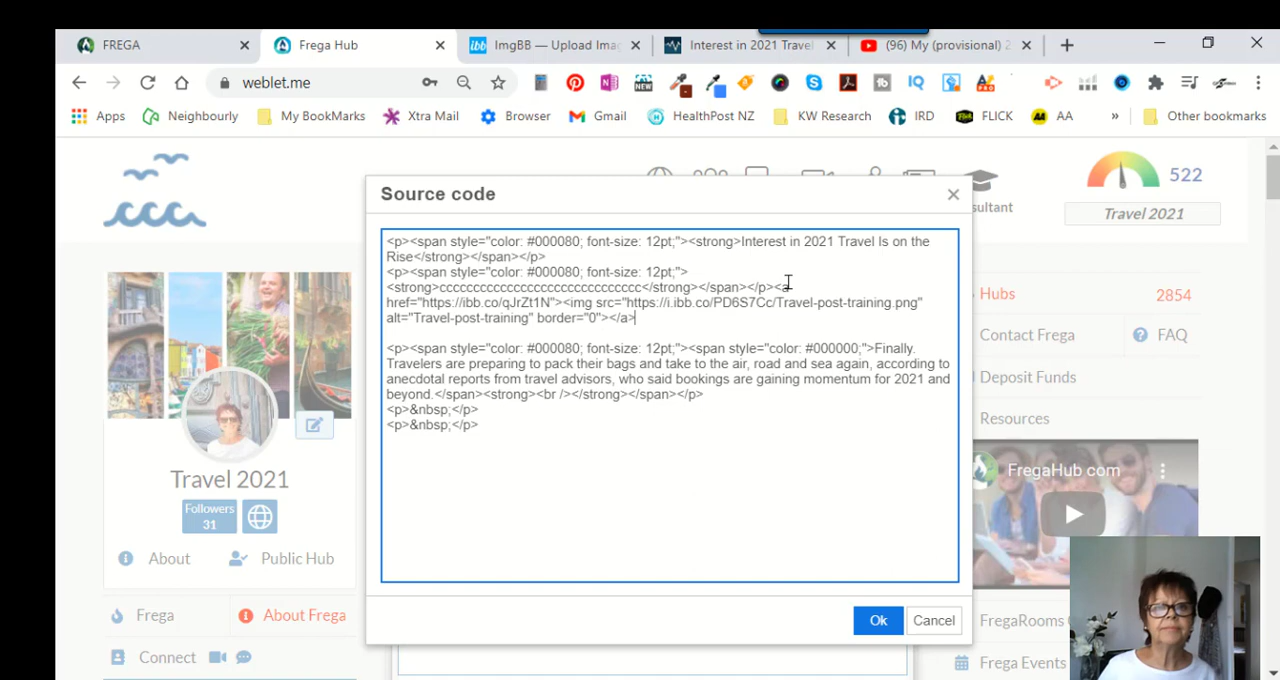 FREGA
Frega Hub
ImgBB — Upload Imag
Interest in 2021 Travel
(96) My (provisional) 2
weblet.me
Apps
Neighbourly
My BookMarks
Xtra Mail
Browser
Gmail
HealthPost NZ
KW Research
IRD
FLICK
AA
»
Other bookmarks
sultant
522
Travel 2021
Source code
<p><span style="color: #000080; font-size: 12pt;"><strong>Interest in 2021 Travel Is on the
Rise</strong></span></p>
<p><span style="color: #000080; font-size: 12pt;">
<strong>cccccccccccccccccccccccccccccc</strong></span></p><a
href="https://ibb.co/qJrZt1N"><img src="https://i.ibb.co/PD6S7Cc/Travel-post-training.png"
alt="Travel-post-training" border="0"></a>
<p><span style="color: #000080; font-size: 12pt;"><span style="color: #000000;">Finally.
Travelers are preparing to pack their bags and take to the air, road and sea again, according to
anecdotal reports from travel advisors, who said bookings are gaining momentum for 2021 and
beyond.</span><strong><br /></strong></span></p>
<p>&nbsp;</p>
<p>&nbsp;</p>
Ok
Cancel
Travel 2021
Followers
31
About
Public Hub
Frega
About Frega
Connect
Hubs
2854
Contact Frega
FAQ
Deposit Funds
Resources
FregaHub com
FregaRooms
Frega Events